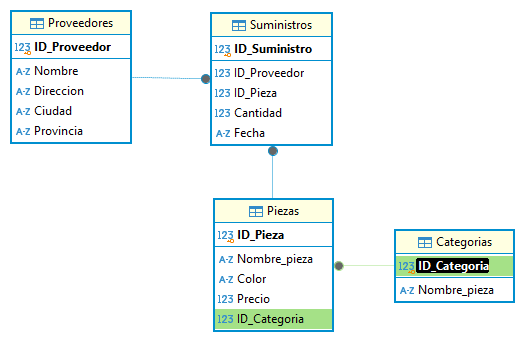 Proveedores
123 ID_Proveedor
A-Z Nombre
A-Z Direccion
A-Z Ciudad
A-Z Provincia
Suministros
123 ID_Suministro
123 ID_Proveedor
123 ID_Pieza
123 Cantidad
A-Z Fecha
Piezas
123 ID_Pieza
A-Z Nombre_pieza
A-Z Color
123 Precio
123 ID_Categoria
Categorias
123 ID_Categoria
A-Z Nombre_pieza